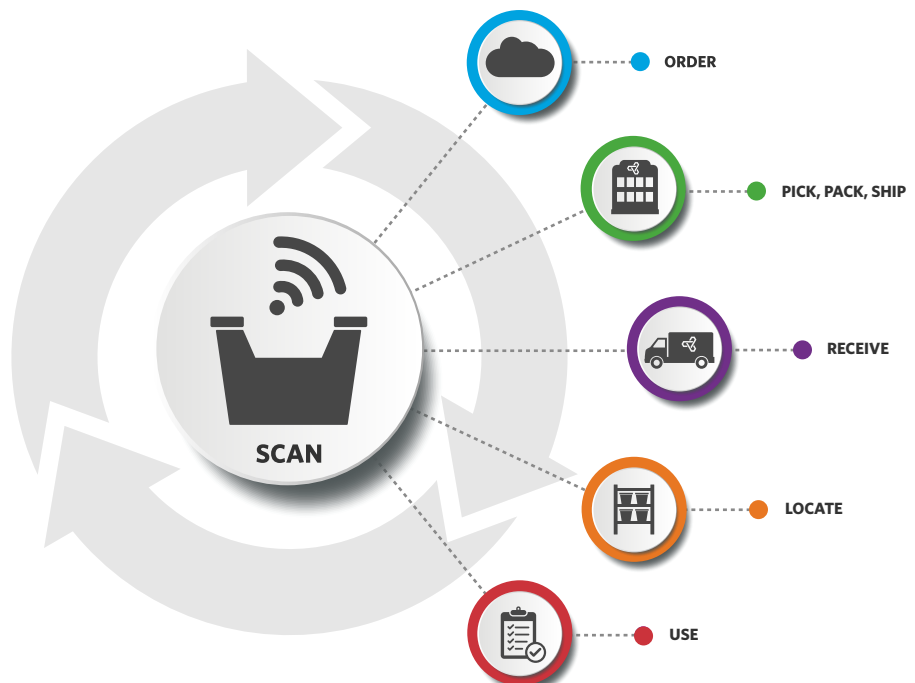 ORDER
PICK, PACK, SHIP
RECEIVE
SCAN
LOCATE
USE